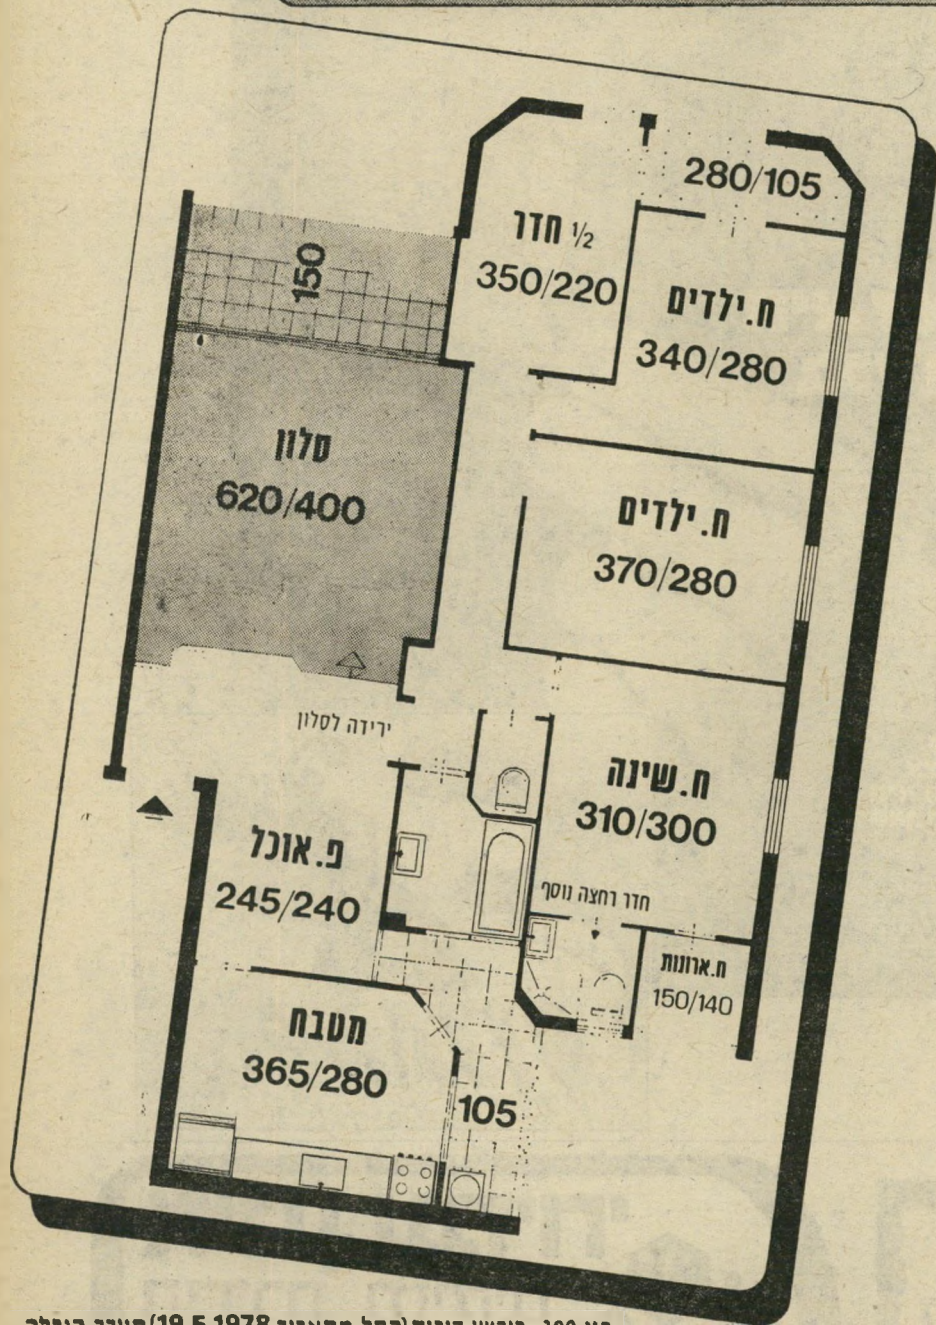 280/105
½ חדר
350/220
150
ח.ילדים
340/280
סלון
620/400
ח.ילדים
370/280
ירידה לסלון
ח.שינה
310/300
פ.אוכל
245/240
חדר רחצה נוסף
ח.ארונות
150/140
מטבח
365/280
105